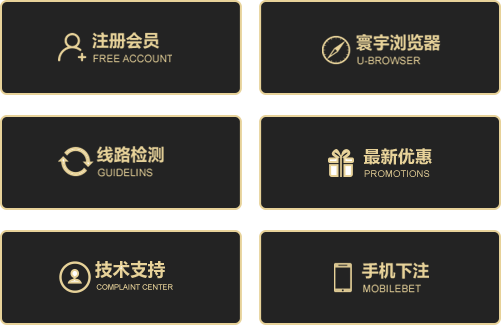 注册会员
FREE ACCOUNT
寰宇浏览器
U-BROWSER
线路检测
GUIDELINS
最新优惠
PROMOTIONS
技术支持
COMPLAINT CENTER
手机下注
MOBILEBET